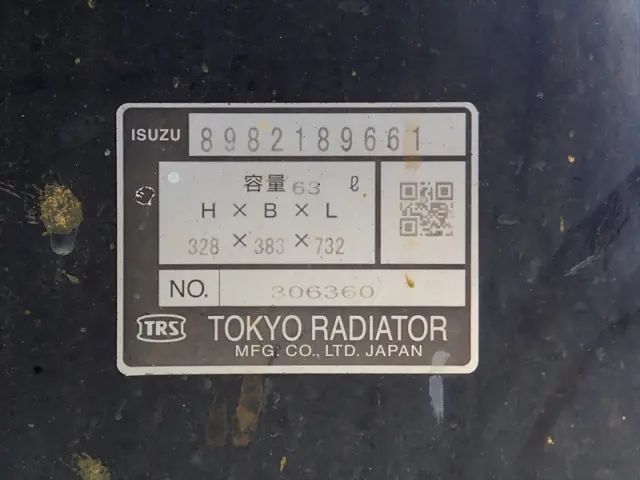 ISUZU 8982189661
容量 63 ℓ
H × B × L
328 × 383 × 732
NO. 306360
TRS TOKYO RADIATOR
MFG. CO., LTD. JAPAN